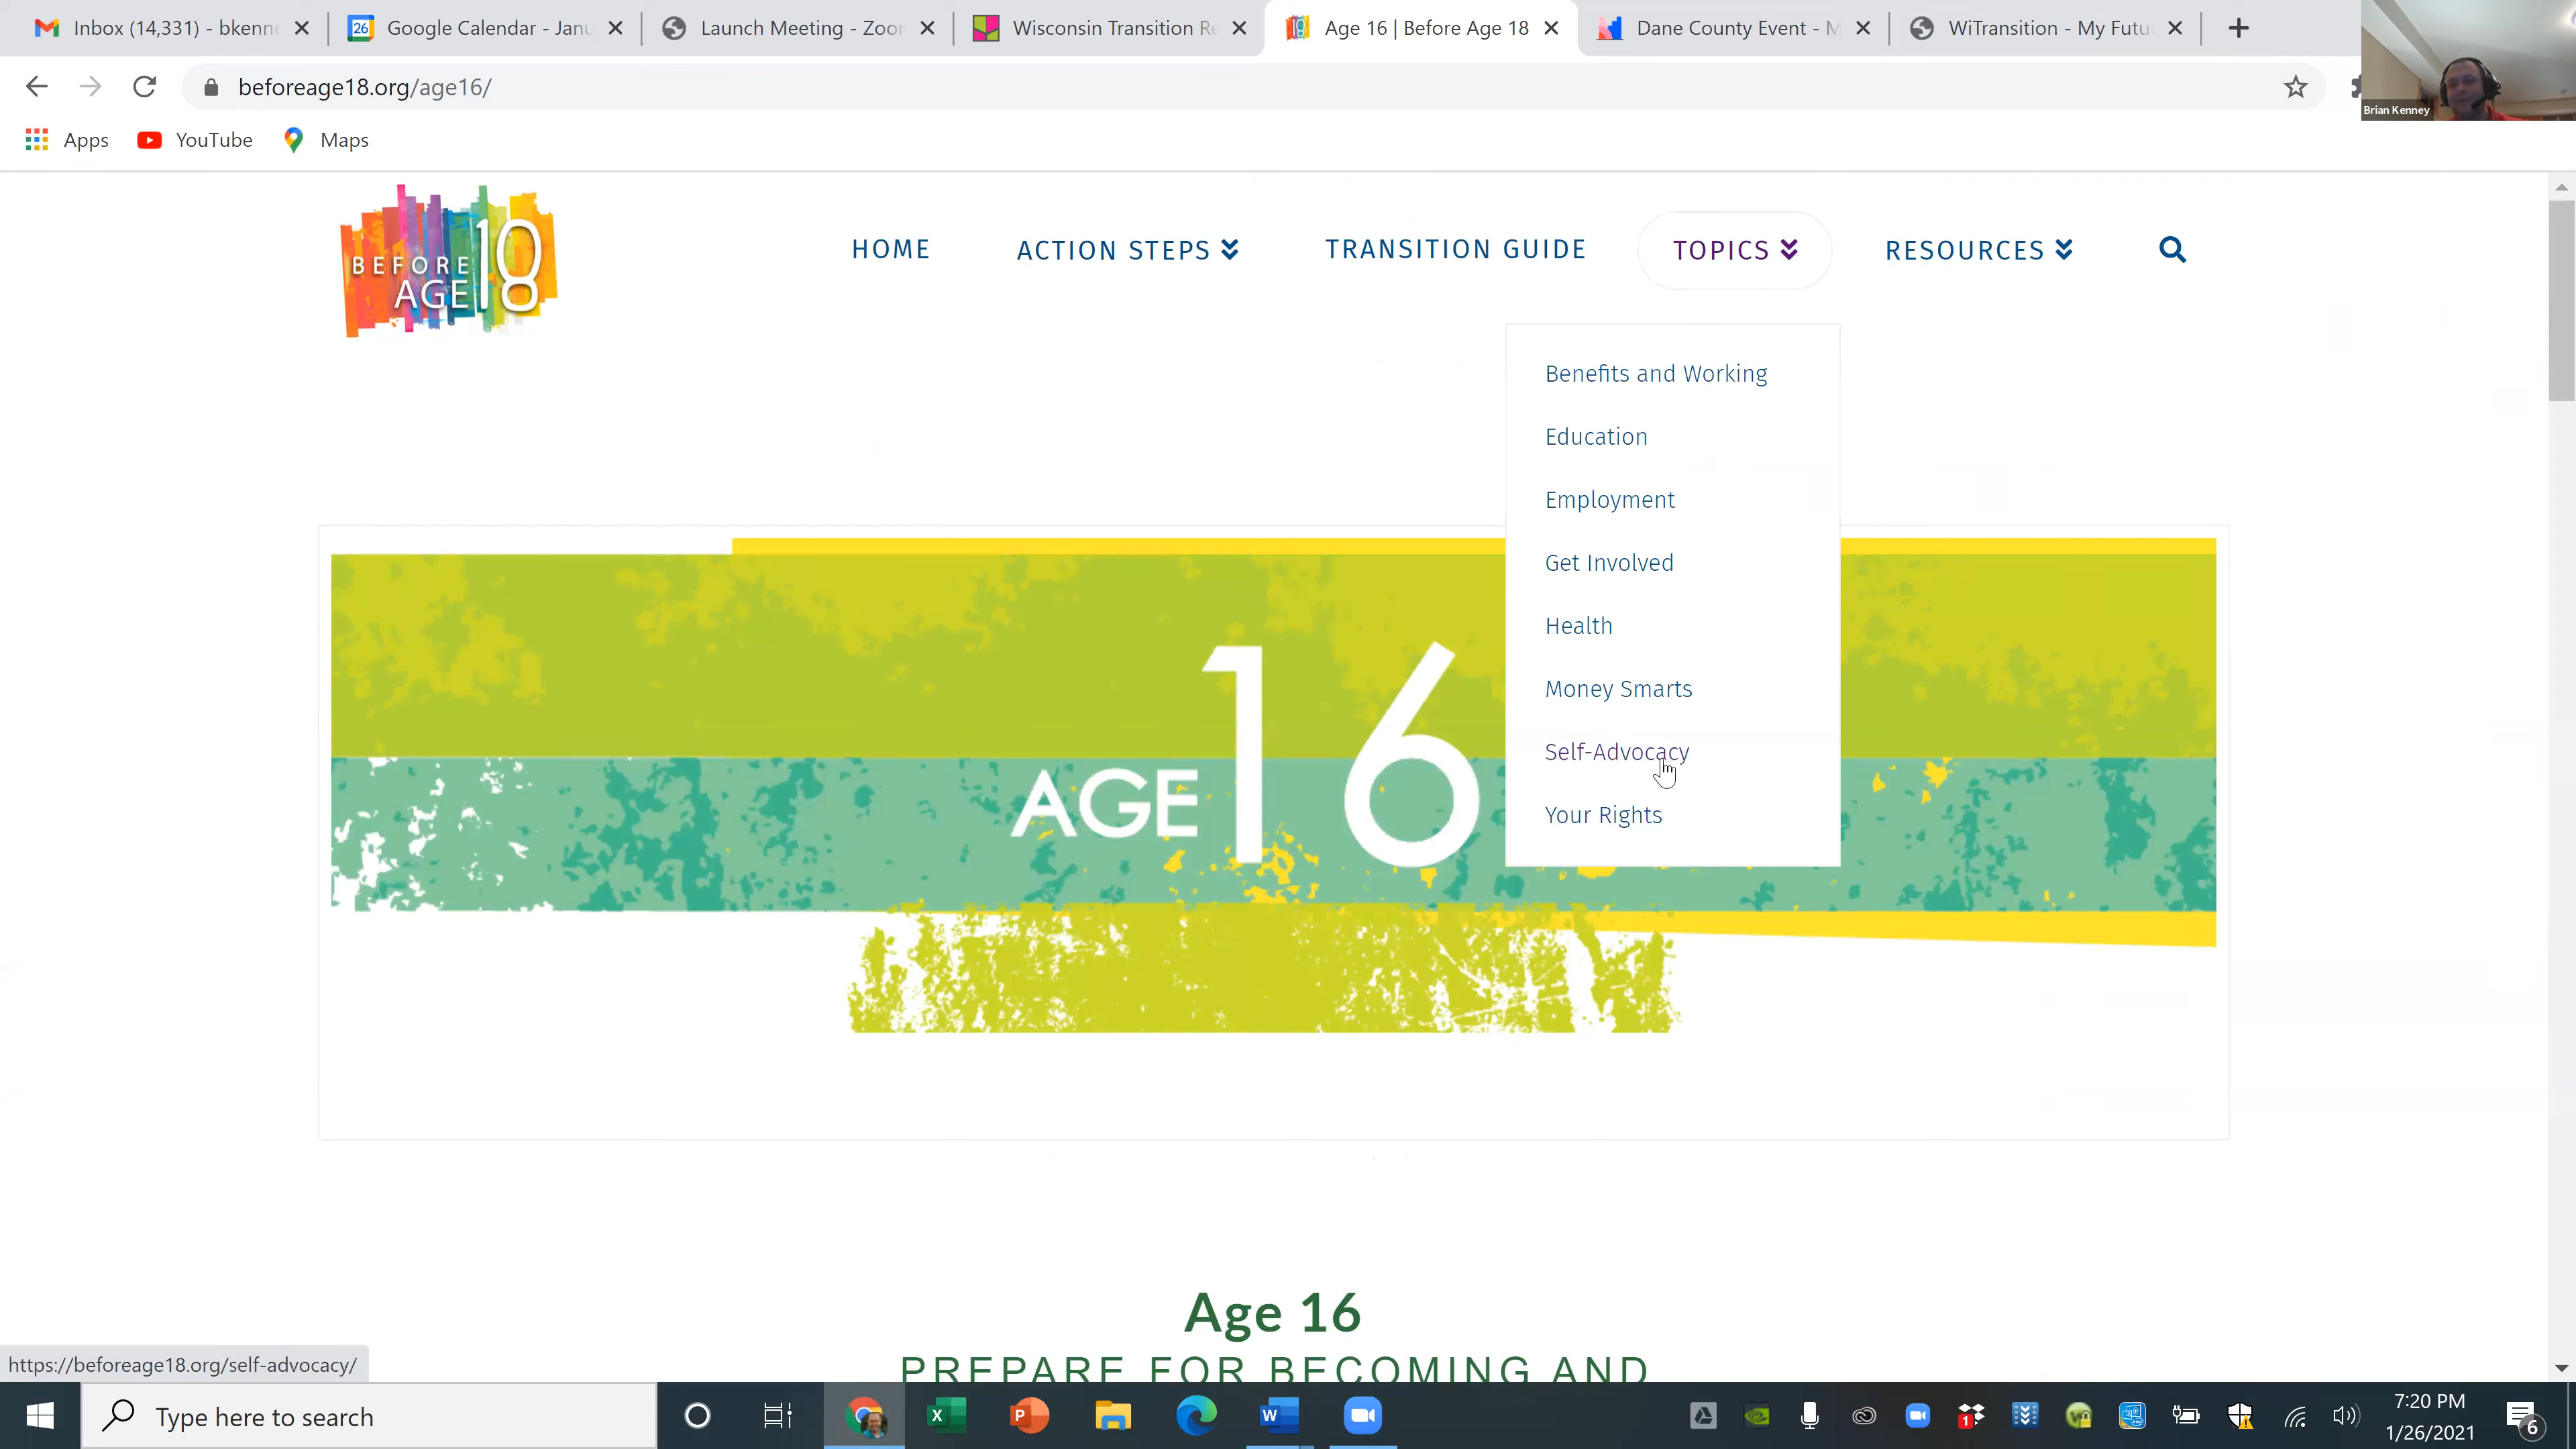 Inbox (14,331) - bkenne
Google Calendar - Janu
Launch Meeting - Zoor
Wisconsin Transition Re
Age 16 | Before Age 18
Dane County Event - M
WiTransition - My Futu
beforeage18.org/age16/
Brian Kenney
Apps
YouTube
Maps
BEFORE
AGE 18
HOME
ACTION STEPS
TRANSITION GUIDE
TOPICS
RESOURCES
Benefits and Working
Education
Employment
Get Involved
Health
Money Smarts
Self-Advocacy
Your Rights
AGE 16
Age 16
PREPARE FOR BECOMING AND
https://beforeage18.org/self-advocacy/
Type here to search
7:20 PM
1/26/2021
6